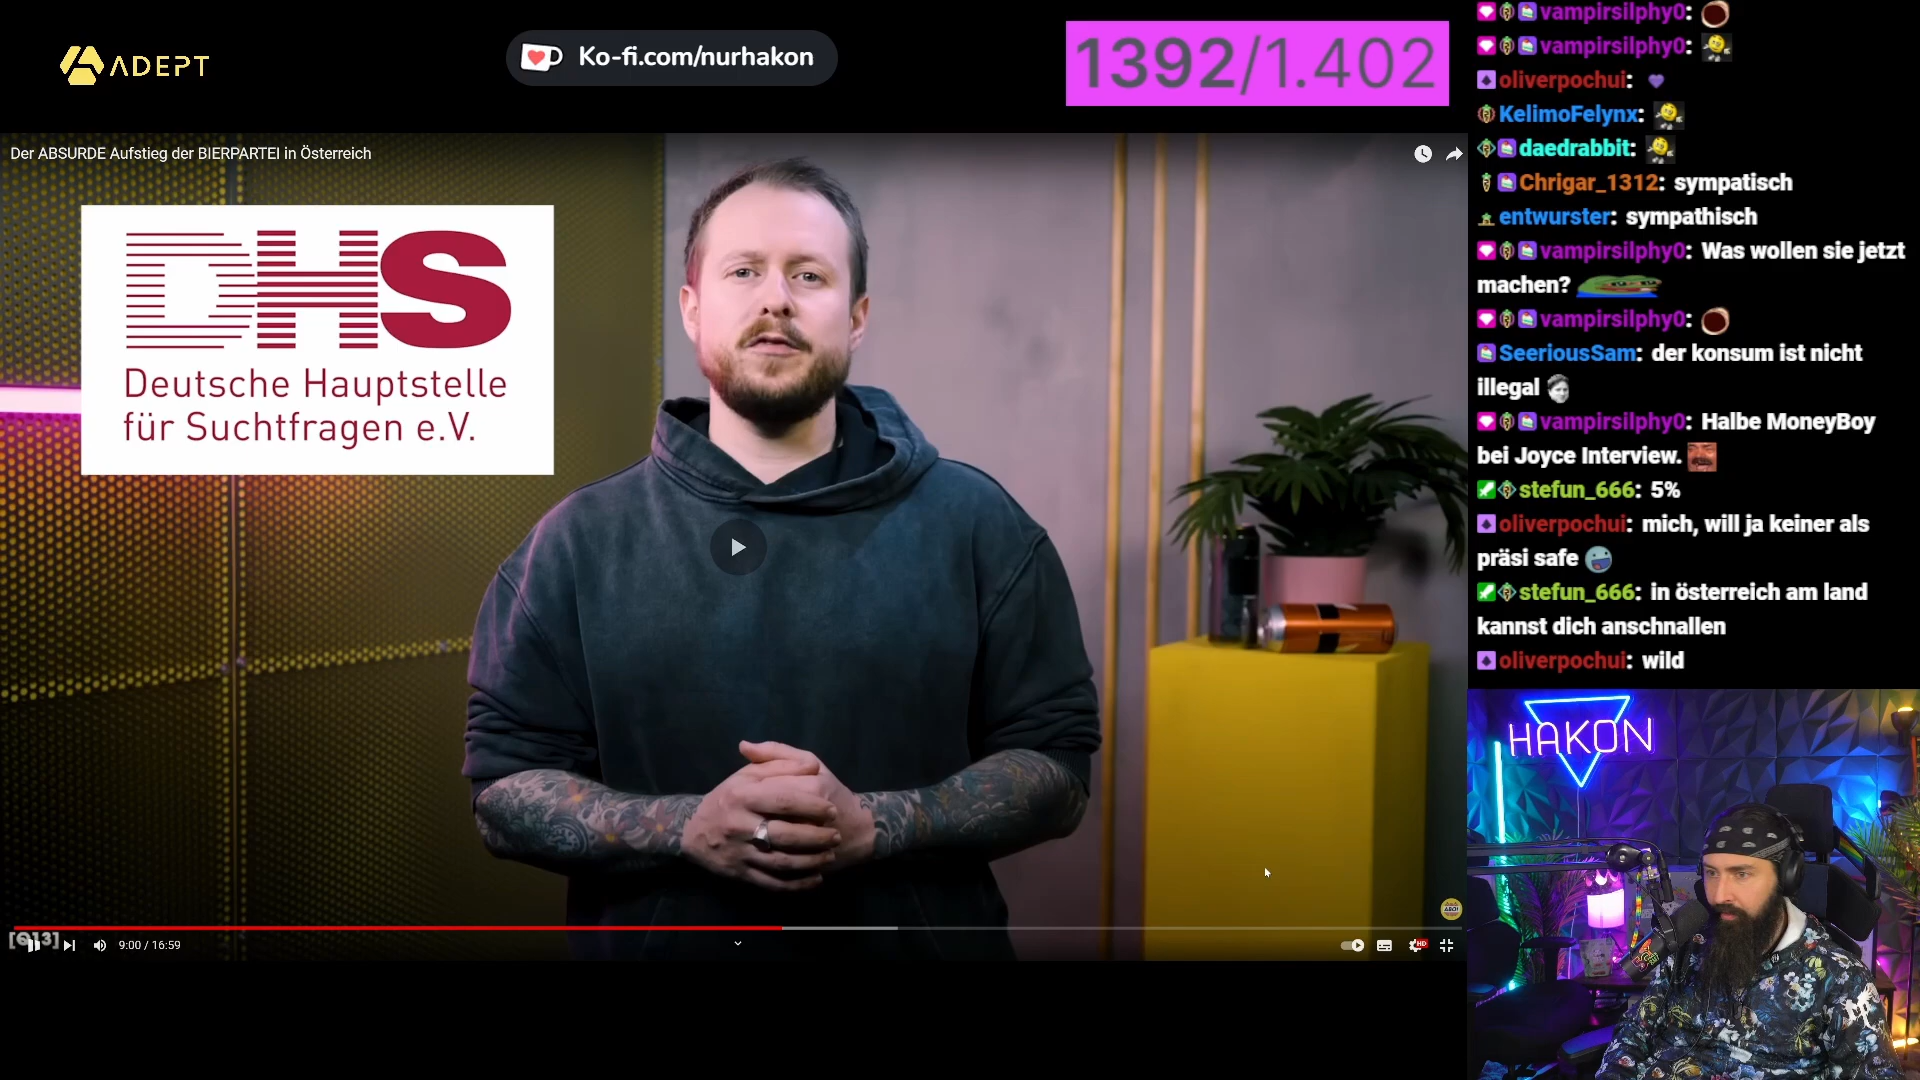 ADEPT
Ko-fi.com/nurhakon
1392/1.402
Der ABSURDE Aufstieg der BIERPARTEI in Österreich
DHS
Deutsche Hauptstelle
für Suchtfragen e.V.
9:00 / 16:59
HD
vampirsilphy0:
vampirsilphy0:
oliverpochui:
KelimoFelynx:
daedrabbit:
Chrigar_1312: sympatisch
entwurster: sympathisch
vampirsilphy0: Was wollen sie jetzt
machen?
vampirsilphy0:
SeeriousSam: der konsum ist nicht
illegal
vampirsilphy0: Halbe MoneyBoy
bei Joyce Interview.
stefun_666: 5%
oliverpochui: mich, will ja keiner als
präsi safe
stefun_666: in österreich am land
kannst dich anschnallen
oliverpochui: wild
HAKON